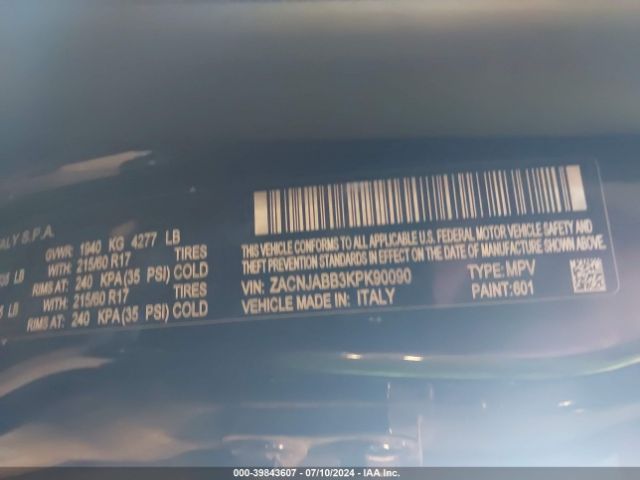 ALY S.P.A.
GVWR: 1940 KG 4277 LB
LB WITH: 215/60 R17 TIRES
RIMS AT: 240 KPA(35 PSI) COLD
LB WITH: 215/60 R17 TIRES
RIMS AT: 240 KPA(35 PSI) COLD
THIS VEHICLE CONFORMS TO ALL APPLICABLE U.S. FEDERAL MOTOR VEHICLE SAFETY, BUMPER, AND
THEFT PREVENTION STANDARDS IN EFFECT ON THE DATE OF MANUFACTURE SHOWN ABOVE.
VIN: ZACNJABB3KPK90090 TYPE: MPV
VEHICLE MADE IN: ITALY PAINT: 601
000-39843607 - 07/10/2024 - IAA Inc.